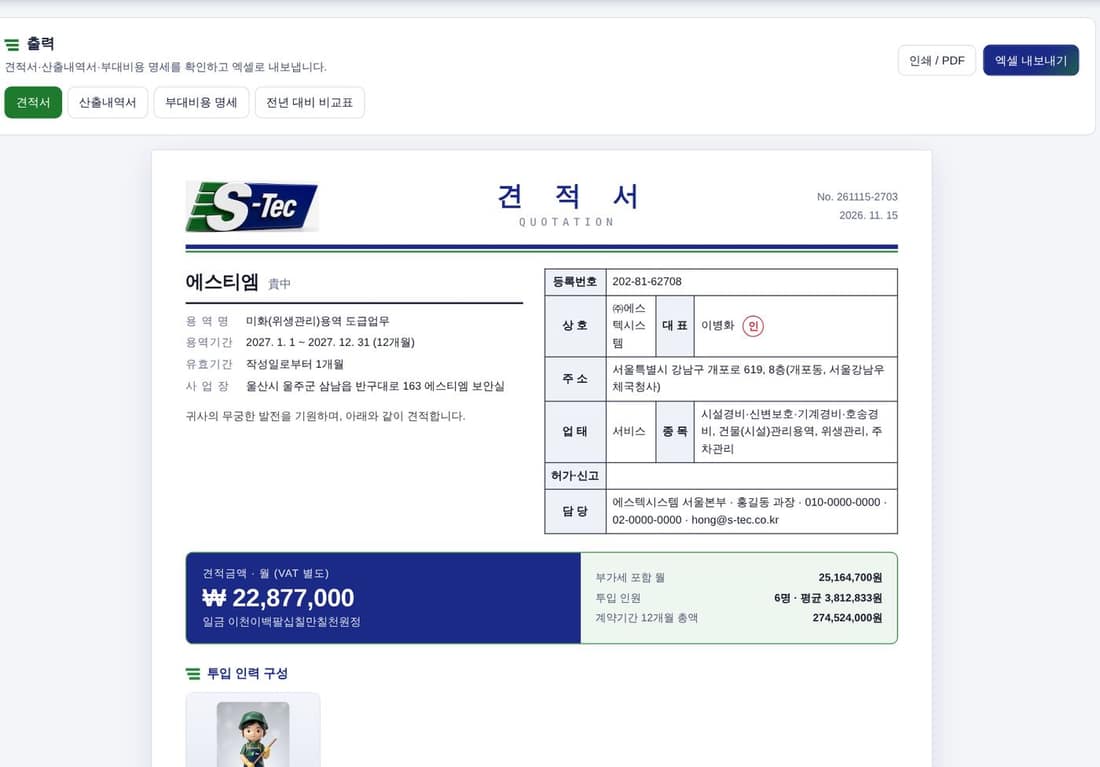 출력
견적서·산출내역서·부대비용 명세를 확인하고 엑셀로 내보냅니다.
인쇄 / PDF
엑셀 내보내기
견적서
산출내역서
부대비용 명세
전년 대비 비교표
S-Tec
견 적 서
QUOTATION
No. 261115-2703
2026. 11. 15
에스티엠 貴中
용 역 명 미화(위생관리)용역 도급업무
용역기간 2027. 1. 1 ~ 2027. 12. 31 (12개월)
유효기간 작성일로부터 1개월
사 업 장 울산시 울주군 삼남읍 반구대로 163 에스티엠 보안실
귀사의 무궁한 발전을 기원하며, 아래와 같이 견적합니다.
등록번호 202-81-62708
상 호
㈜에스
텍시스
템
대 표
이병화 인
주 소
서울특별시 강남구 개포로 619, 8층(개포동, 서울강남우
체국청사)
업 태
서비스
종 목
시설경비·신변보호·기계경비·호송경
비, 건물(시설)관리용역, 위생관리, 주
차관리
허가·신고
담 당
에스텍시스템 서울본부 · 홍길동 과장 · 010-0000-0000 ·
02-0000-0000 · hong@s-tec.co.kr
견적금액 · 월 (VAT 별도)
₩ 22,877,000
일금 이천이백팔십칠만칠천원정
부가세 포함 월 25,164,700원
투입 인원 6명 · 평균 3,812,833원
계약기간 12개월 총액 274,524,000원
투입 인력 구성